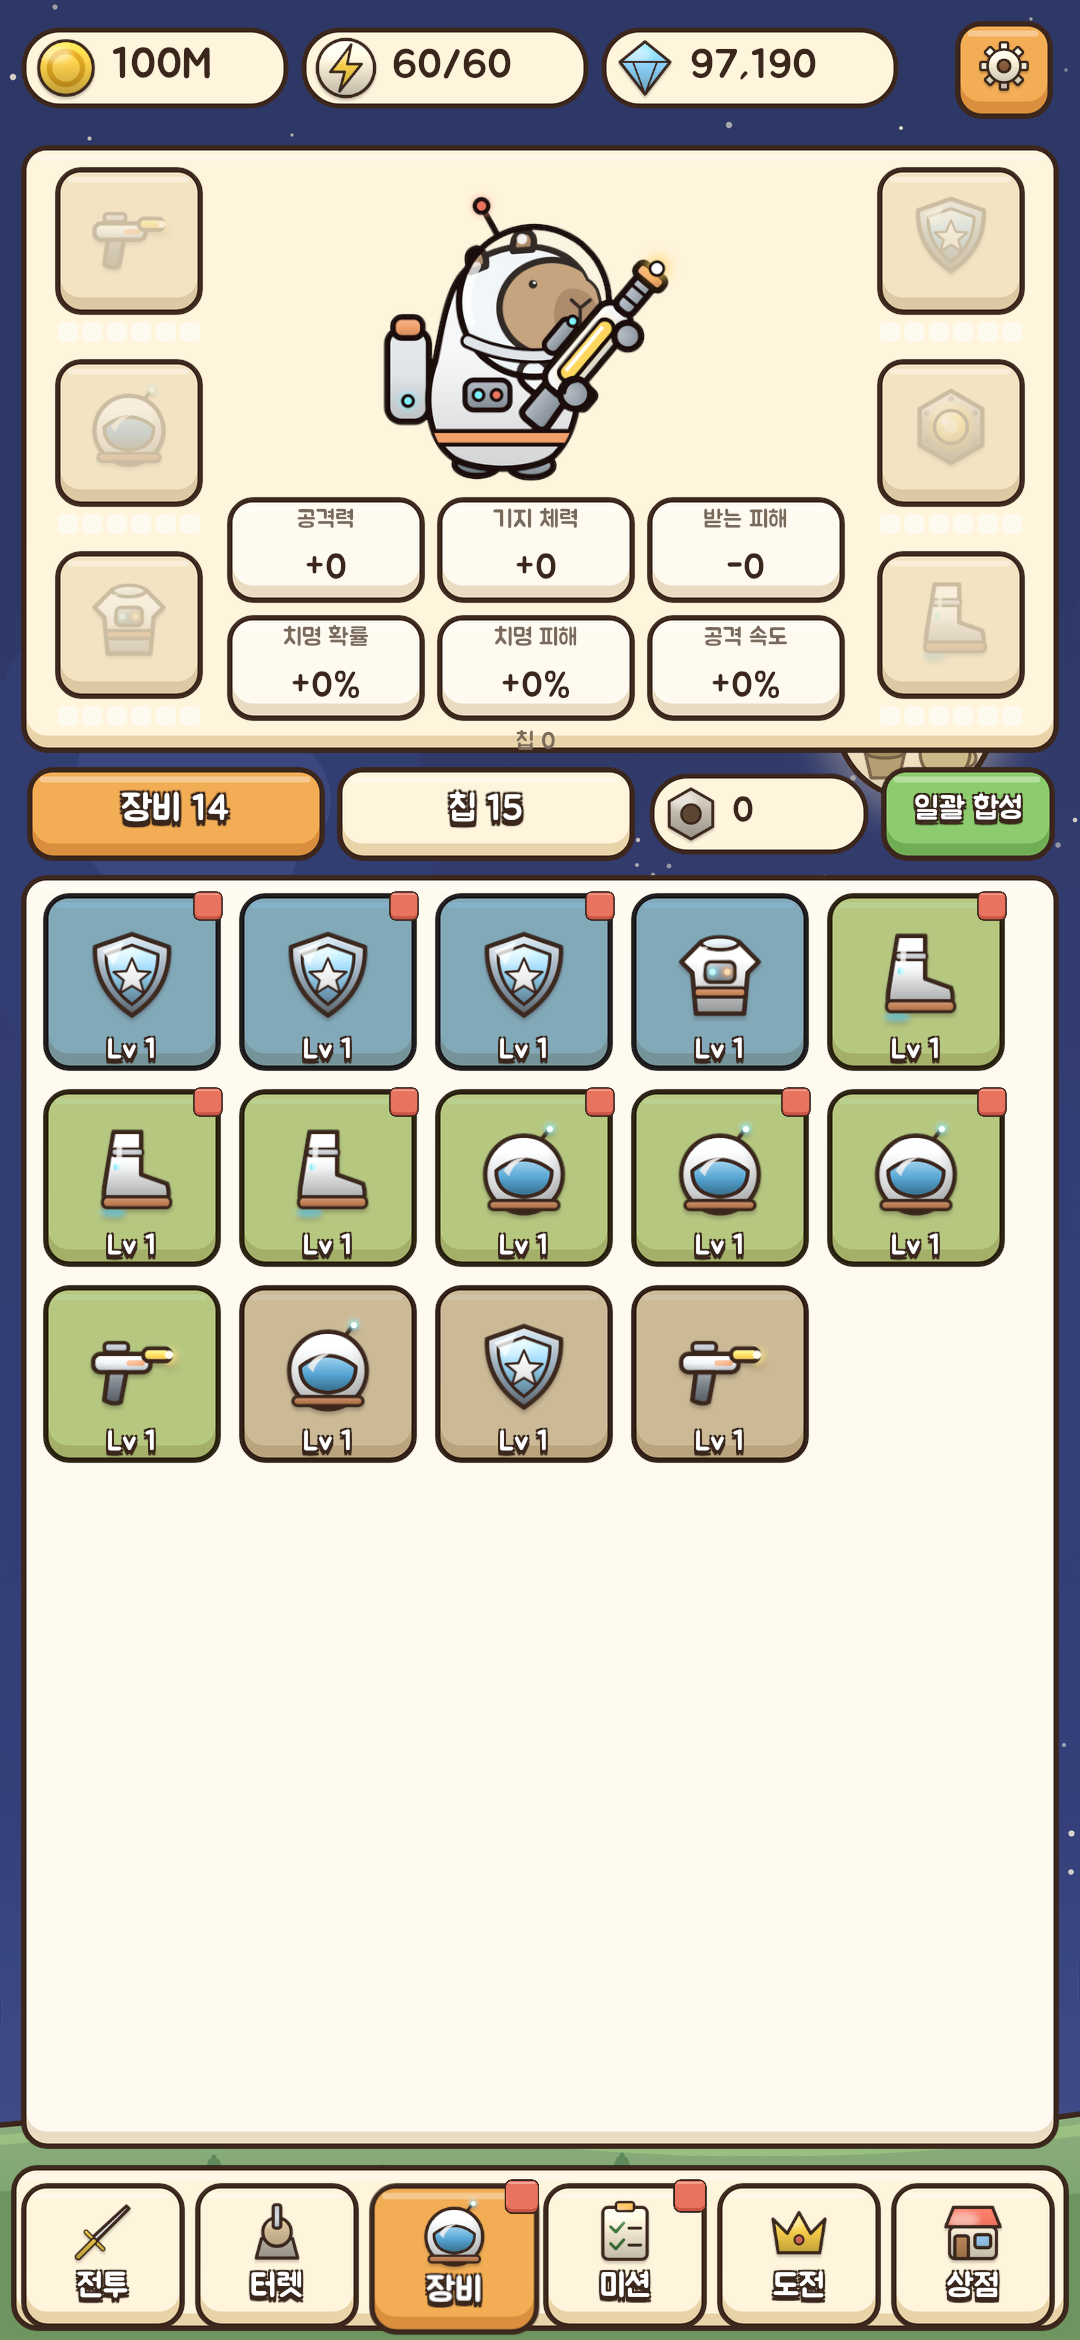 100M 60/60 97,190
공격력 기지 체력 받는 피해
+0 +0 -0
치명 확률 치명 피해 공격 속도
+0% +0% +0%
칩 0
장비 14 칩 15 0 일괄 합성
Lv 1 Lv 1 Lv 1 Lv 1 Lv 1
Lv 1 Lv 1 Lv 1 Lv 1 Lv 1
Lv 1 Lv 1 Lv 1 Lv 1
전투 터렛 장비 미션 도전 상점